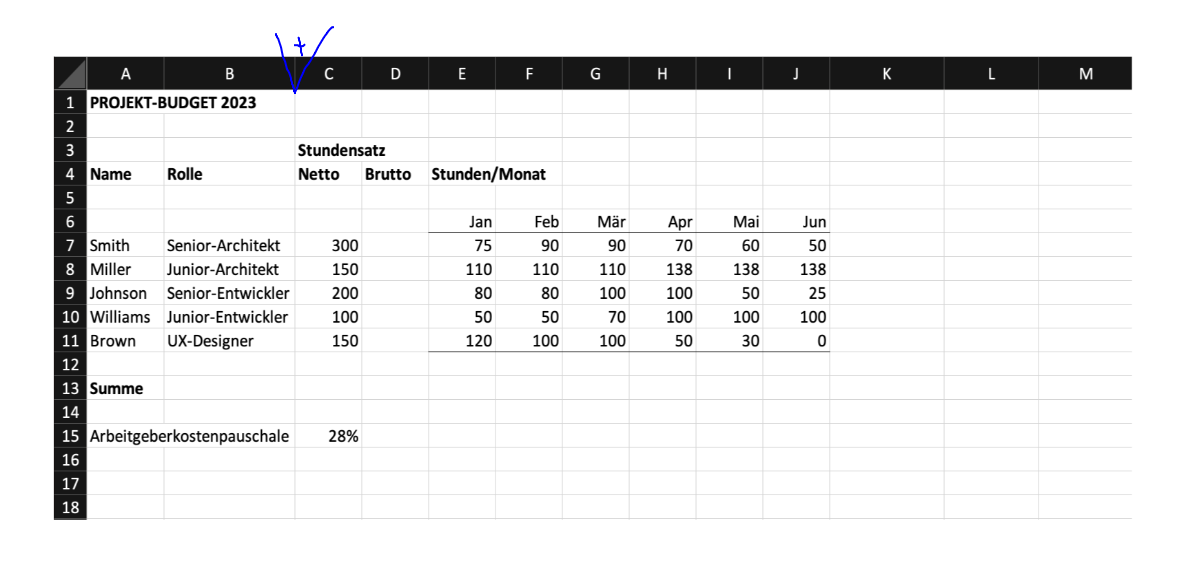 +
A B C D E F G H I J K L M
1 PROJEKT-BUDGET 2023
2
3 Stundensatz
4 Name Rolle Netto Brutto Stunden/Monat
5
6 Jan Feb Mär Apr Mai Jun
7 Smith Senior-Architekt 300 75 90 90 70 60 50
8 Miller Junior-Architekt 150 110 110 110 138 138 138
9 Johnson Senior-Entwickler 200 80 80 100 100 50 25
10 Williams Junior-Entwickler 100 50 50 70 100 100 100
11 Brown UX-Designer 150 120 100 100 50 30 0
12
13 Summe
14
15 Arbeitgeberkostenpauschale 28%
16
17
18